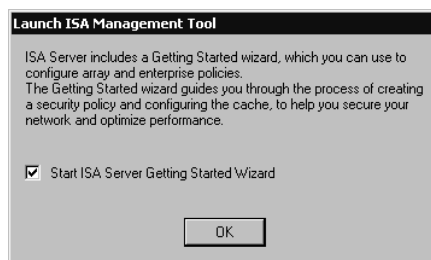 Launch ISA Management Tool
ISA Server includes a Getting Started wizard, which you can use to
configure array and enterprise policies.
The Getting Started wizard guides you through the process of creating
a security policy and configuring the cache, to help you secure your
network and optimize performance.
Start ISA Server Getting Started Wizard
OK